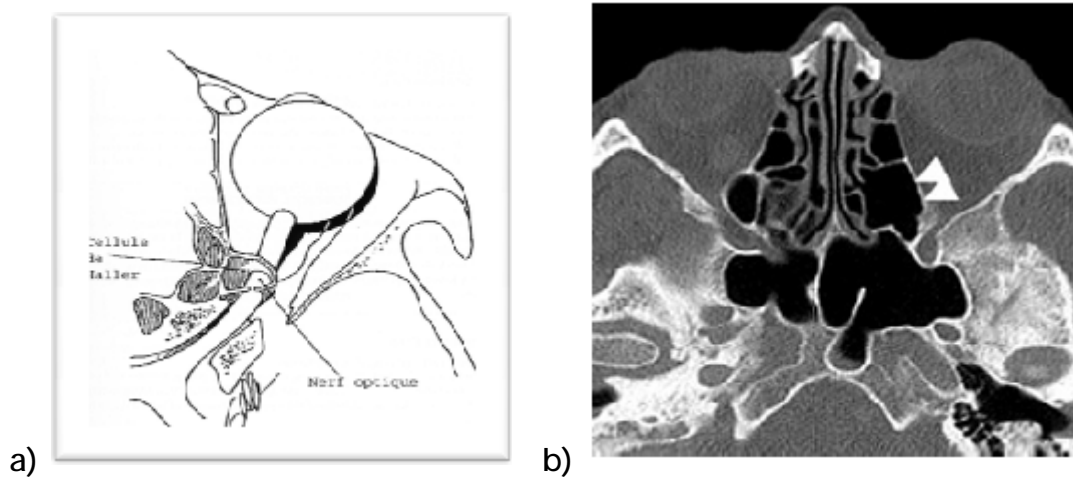 Cellule
de
Haller
Nerf optique
a)
b)